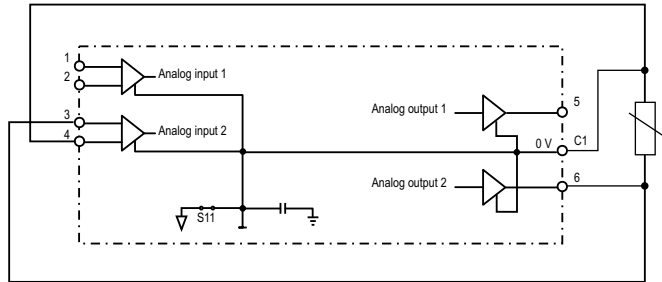 1
Analog input 1
2
3
Analog input 2
4
S11
Analog output 1
5
0 V
C1
Analog output 2
6